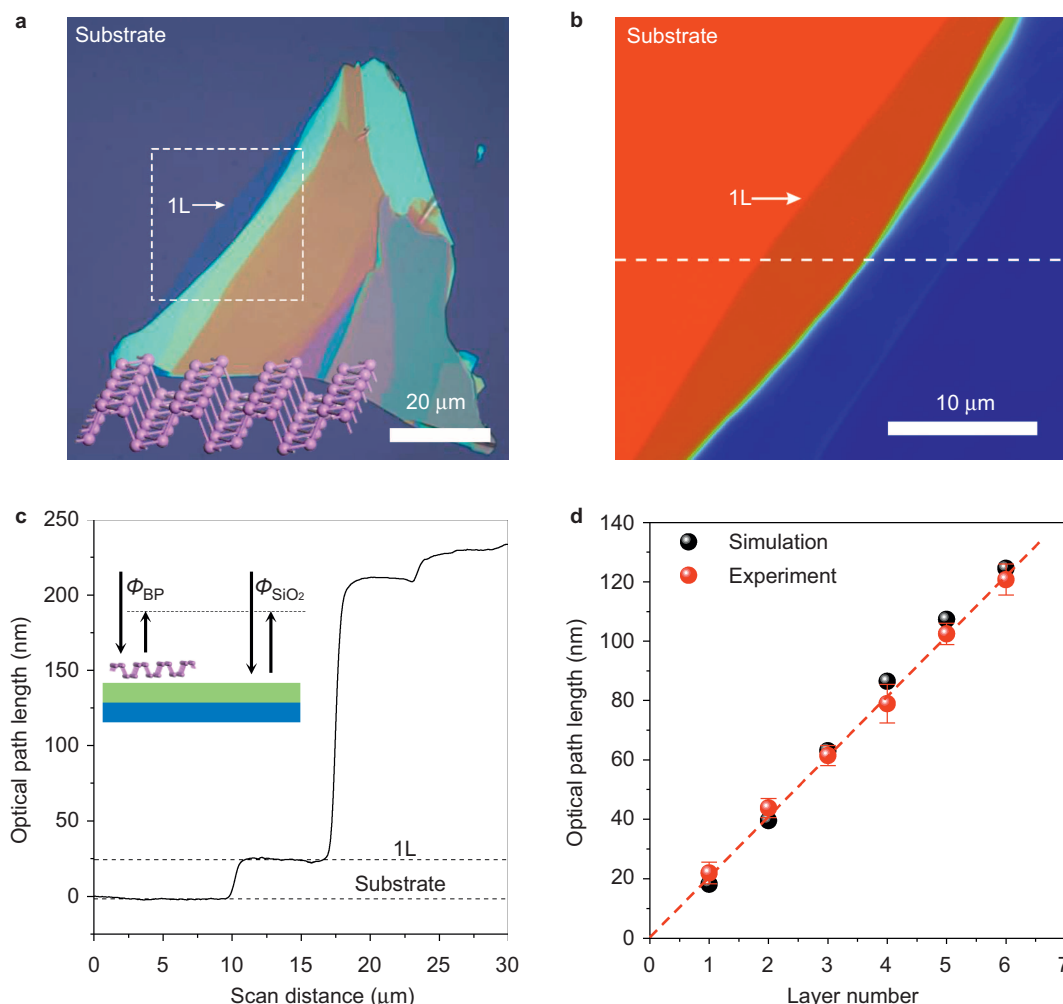 a
Substrate
1L
20 μm
b
Substrate
1L
10 μm
c
250
200
150
100
50
0
Optical path length (nm)
ΦBP
ΦSiO₂
1L
Substrate
0 5 10 15 20 25 30
Scan distance (μm)
d
140
120
100
80
60
40
20
0
Optical path length (nm)
Simulation
Experiment
0 1 2 3 4 5 6 7
Layer number